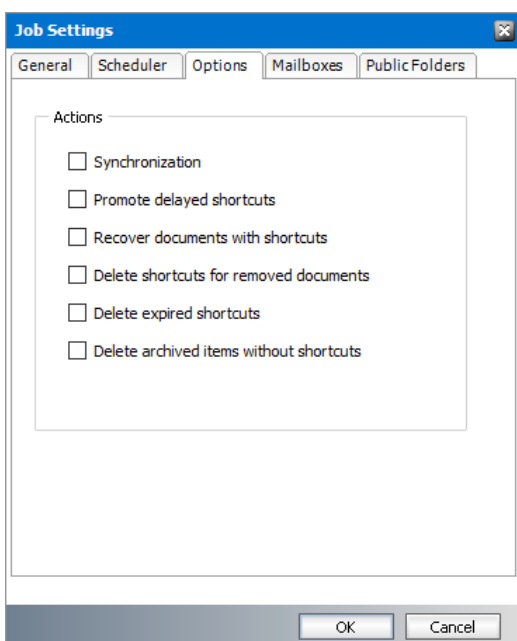 Job Settings
General Scheduler Options Mailboxes Public Folders
Actions
Synchronization
Promote delayed shortcuts
Recover documents with shortcuts
Delete shortcuts for removed documents
Delete expired shortcuts
Delete archived items without shortcuts
OK Cancel